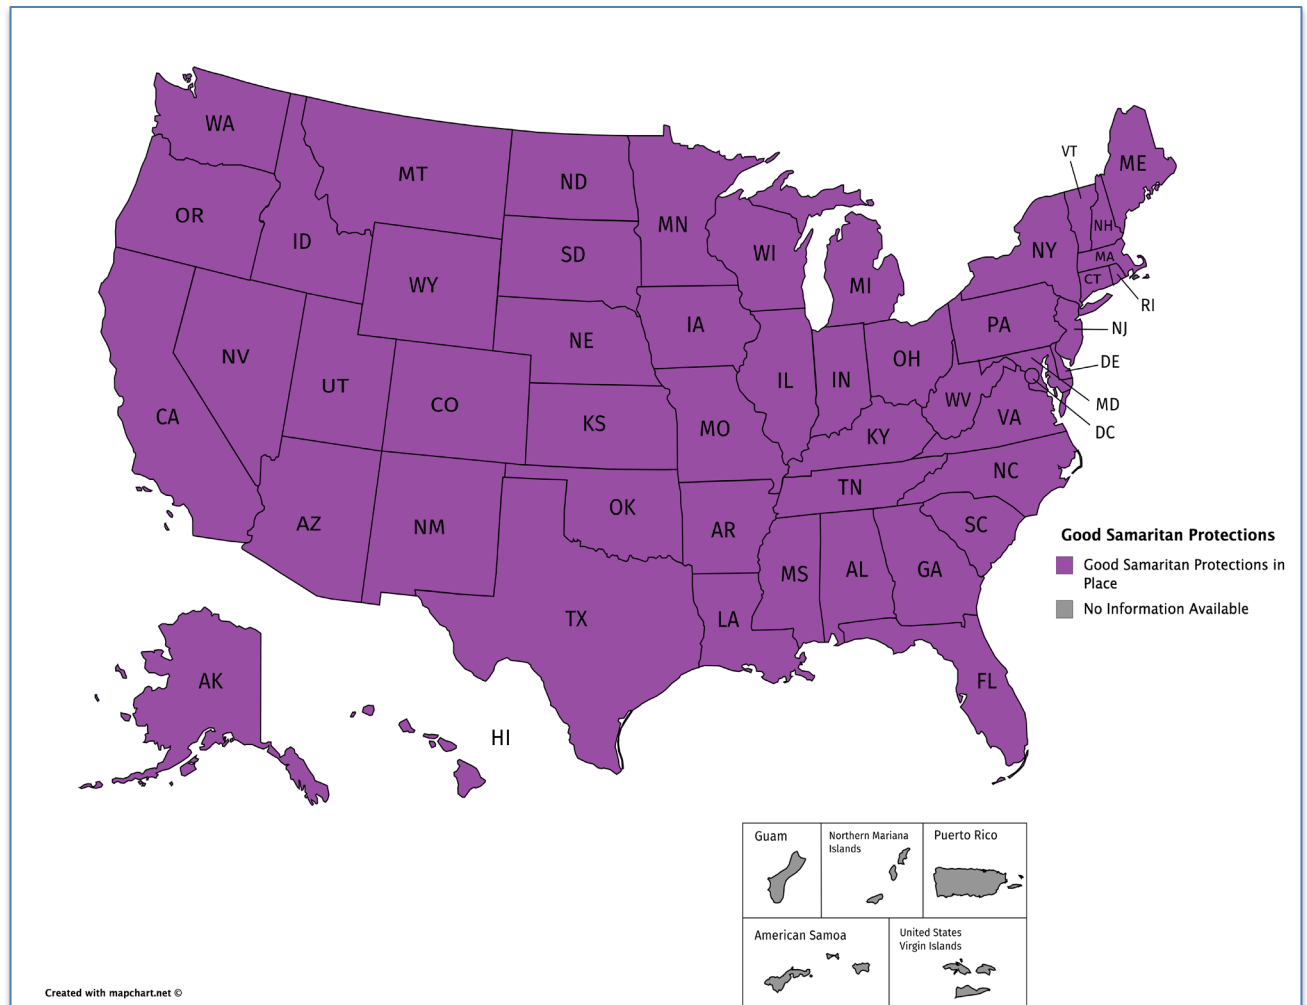 WA
MT
ND
MN
VT
ME
OR
ID
SD
WI
NH
NY
MA
WY
MI
CT
RI
IA
PA
NJ
NE
NV
OH
DE
UT
IL
IN
CO
WV
MD
CA
KS
MO
VA
DC
KY
NC
TN
AZ
NM
OK
AR
SC
Good Samaritan Protections
Good Samaritan Protections in
Place
No Information Available
MS
AL
GA
TX
LA
AK
FL
HI
Guam
Northern Mariana
Islands
Puerto Rico
American Samoa
United States
Virgin Islands
Created with mapchart.net ©